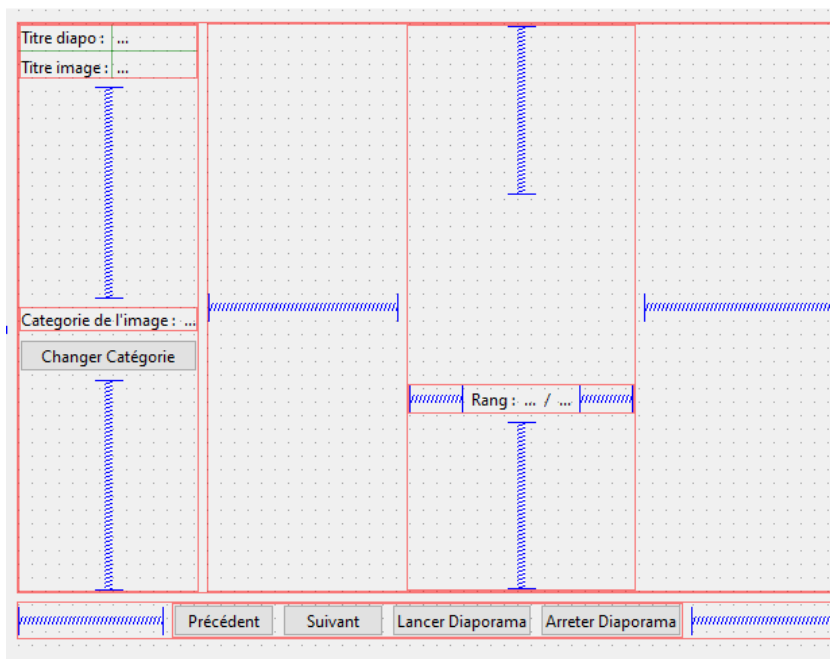 Titre diapo : ...
Titre image : ...
Categorie de l'image : ...
Changer Catégorie
Rang : ... / ...
Précédent Suivant Lancer Diaporama Arreter Diaporama